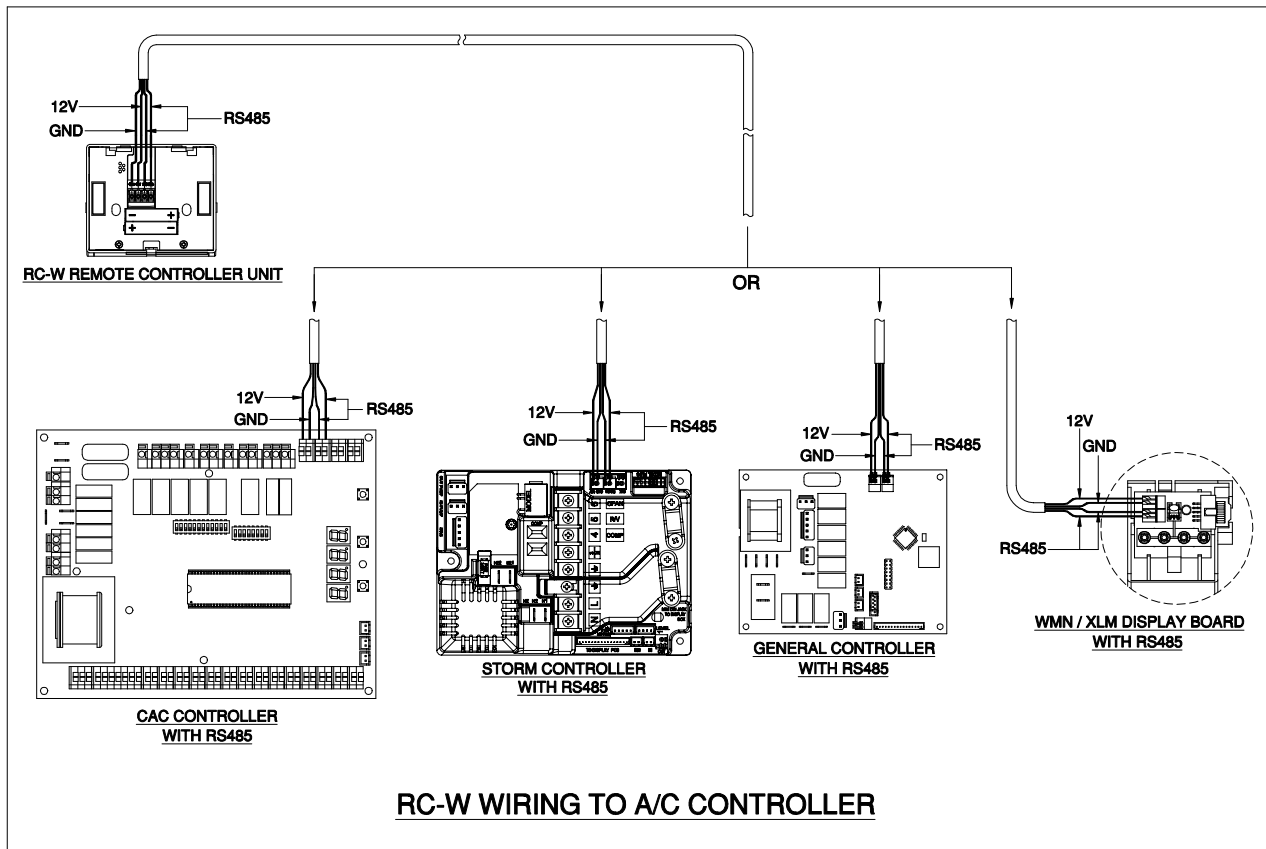 12V
GND
RS485
RC-W REMOTE CONTROLLER UNIT
OR
12V
GND
RS485
12V
GND
RS485
12V
GND
RS485
12V
GND
RS485
COMP
R/V
COMP
L
N
CAC CONTROLLER
WITH RS485
STORM CONTROLLER
WITH RS485
GENERAL CONTROLLER
WITH RS485
WMN / XLM DISPLAY BOARD
WITH RS485
RC-W WIRING TO A/C CONTROLLER